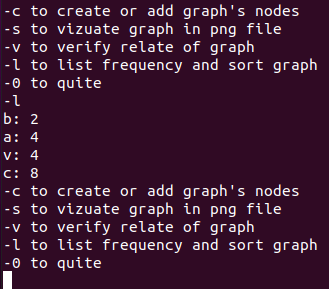 -c to create or add graph's nodes
-s to vizuate graph in png file
-v to verify relate of graph
-l to list frequency and sort graph
-0 to quite
-l
b: 2
a: 4
v: 4
c: 8
-c to create or add graph's nodes
-s to vizuate graph in png file
-v to verify relate of graph
-l to list frequency and sort graph
-0 to quite